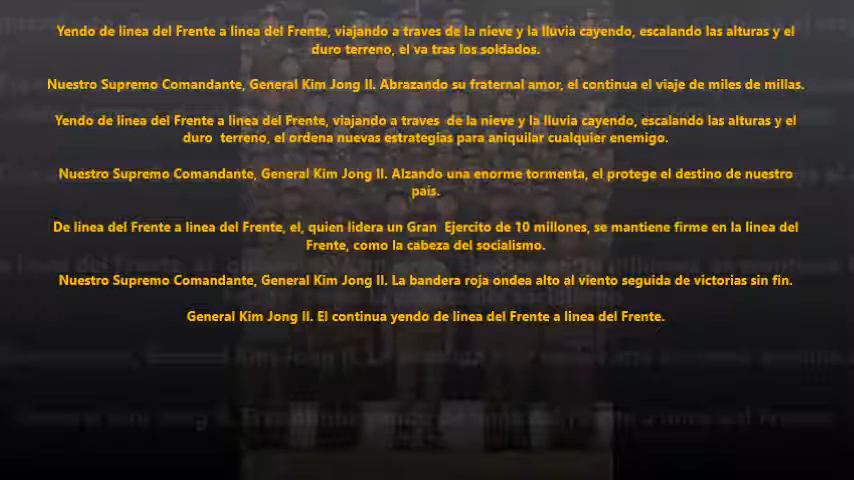 Yendo de linea del Frente a linea del Frente, viajando a traves de la nieve y la lluvia cayendo, escalando las alturas y el
duro terreno, el va tras los soldados.
Nuestro Supremo Comandante, General Kim Jong Il. Abrazando su fraternal amor, el continua el viaje de miles de millas.
Yendo de linea del Frente a linea del Frente, viajando a traves de la nieve y la lluvia cayendo, escalando las alturas y el
duro terreno, el ordena nuevas estrategias para aniquilar cualquier enemigo.
Nuestro Supremo Comandante, General Kim Jong Il. Alzando una enorme tormenta, el protege el destino de nuestro
pais.
De linea del Frente a linea del Frente, el, quien lidera un Gran Ejercito de 10 millones, se mantiene firme en la linea del
Frente, como la cabeza del socialismo.
Nuestro Supremo Comandante, General Kim Jong Il. La bandera roja ondea alto al viento seguida de victorias sin fin.
General Kim Jong Il. El continua yendo de linea del Frente a linea del Frente.